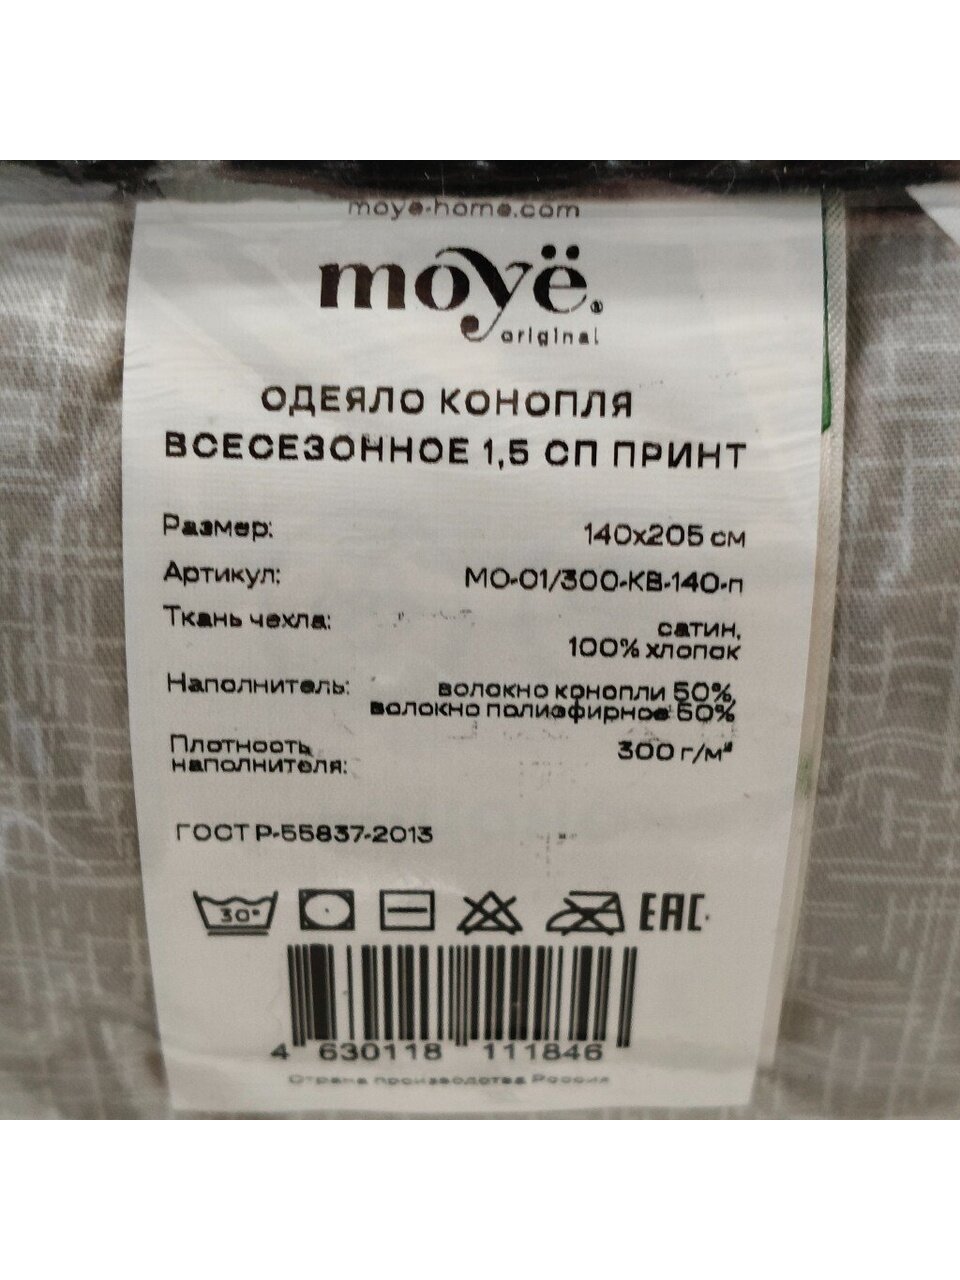 moye-home.com
moyë®
original
ОДЕЯЛО КОНОПЛЯ
ВСЕСЕЗОННОЕ 1,5 СП ПРИНТ
Размер: 140х205 см
Артикул: МО-01/300-КВ-140-п
Ткань чехла: сатин,
100% хлопок
Наполнитель: волокно конопли 50%,
волокно полиэфирное 50%
Плотность
наполнителя: 300 г/м²
ГОСТ Р-55837-2013
30° EAC
4 630118 111846
Страна производства Россия